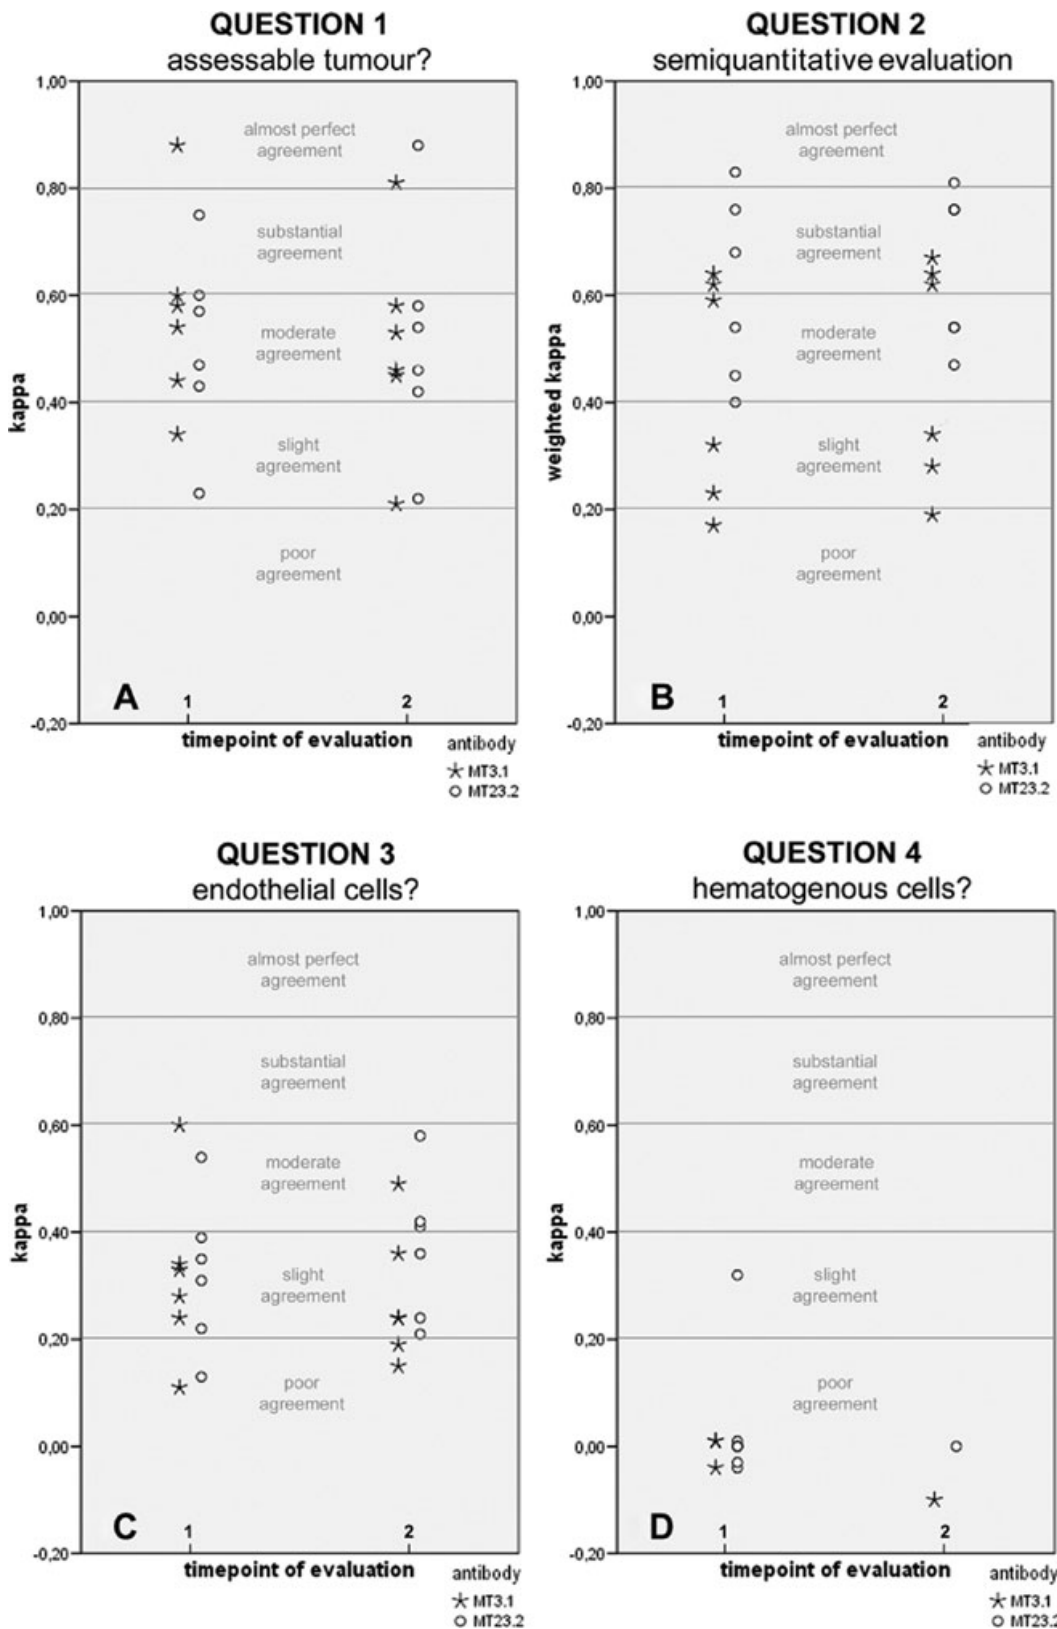 QUESTION 1
assessable tumour?
1,00
0,80
0,60
0,40
0,20
0,00
-0,20
kappa
almost perfect
agreement
substantial
agreement
moderate
agreement
slight
agreement
poor
agreement
A
1
2
timepoint of evaluation
antibody
MT3.1
MT23.2
QUESTION 2
semiquantitative evaluation
1,00
0,80
0,60
0,40
0,20
0,00
-0,20
weighted kappa
almost perfect
agreement
substantial
agreement
moderate
agreement
slight
agreement
poor
agreement
B
1
2
timepoint of evaluation
antibody
MT3.1
MT23.2
QUESTION 3
endothelial cells?
1,00
0,80
0,60
0,40
0,20
0,00
-0,20
kappa
almost perfect
agreement
substantial
agreement
moderate
agreement
slight
agreement
poor
agreement
C
1
2
timepoint of evaluation
antibody
MT3.1
MT23.2
QUESTION 4
hematogenous cells?
1,00
0,80
0,60
0,40
0,20
0,00
-0,20
kappa
almost perfect
agreement
substantial
agreement
moderate
agreement
slight
agreement
poor
agreement
D
1
2
timepoint of evaluation
antibody
MT3.1
MT23.2